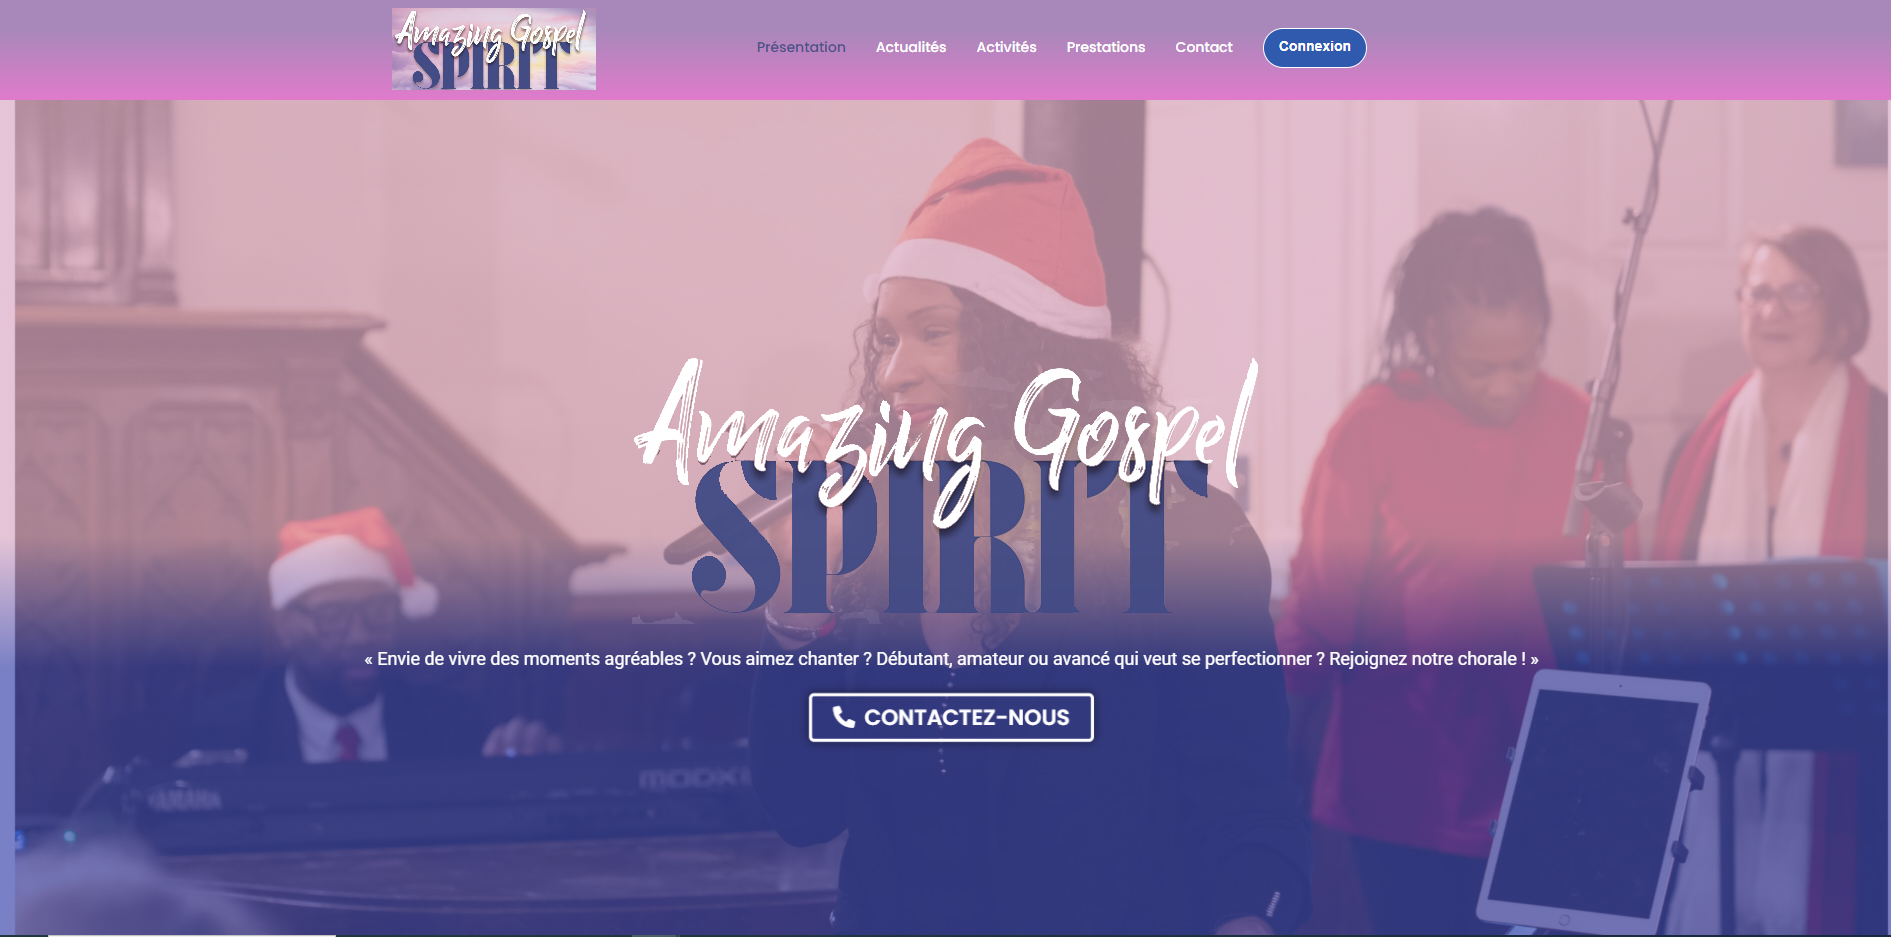 Amazing Gospel
SPIRIT
Présentation
Actualités
Activités
Prestations
Contact
Connexion
Amazing Gospel
SPIRIT
« Envie de vivre des moments agréables ? Vous aimez chanter ? Débutant, amateur ou avancé qui veut se perfectionner ? Rejoignez notre chorale ! »
CONTACTEZ-NOUS
YAMAHA